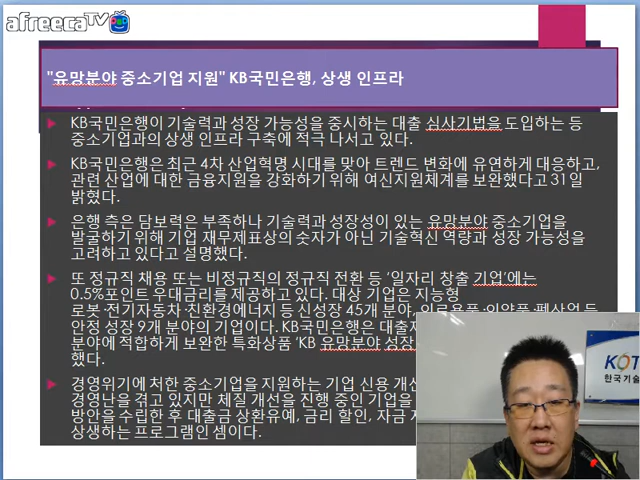 afreecaTV
"유망분야 중소기업 지원" KB국민은행, 상생 인프라
KB국민은행이 기술력과 성장 가능성을 중시하는 대출 심사기법을 도입하는 등
중소기업과의 상생 인프라 구축에 적극 나서고 있다.
KB국민은행은 최근 4차 산업혁명 시대를 맞아 트렌드 변화에 유연하게 대응하고,
관련 산업에 대한 금융지원을 강화하기 위해 여신지원체계를 보완했다고 31일
밝혔다.
은행 측은 담보력은 부족하나 기술력과 성장성이 있는 유망분야 중소기업을
발굴하기 위해 기업 재무제표상의 숫자가 아닌 기술혁신 역량과 성장 가능성을
고려하고 있다고 설명했다.
또 정규직 채용 또는 비정규직의 정규직 전환 등 '일자리 창출 기업'에는
0.5%포인트 우대금리를 제공하고 있다. 대상 기업은 지능형
로봇·전기자동차·친환경에너지 등 신성장 45개 분야, 의료용품·의약품·폐산업 등
안정 성장 9개 분야의 기업이다. KB국민은행은 대출
분야에 적합하게 보완한 특화상품 'KB 유망분야 성장
했다.
경영위기에 처한 중소기업을 지원하는 기업 신용 개선
경영난을 겪고 있지만 체질 개선을 진행 중인 기업을
방안을 수립한 후 대출금 상환유예, 금리 할인, 자금
상생하는 프로그램인 셈이다.
KOT
한국기술